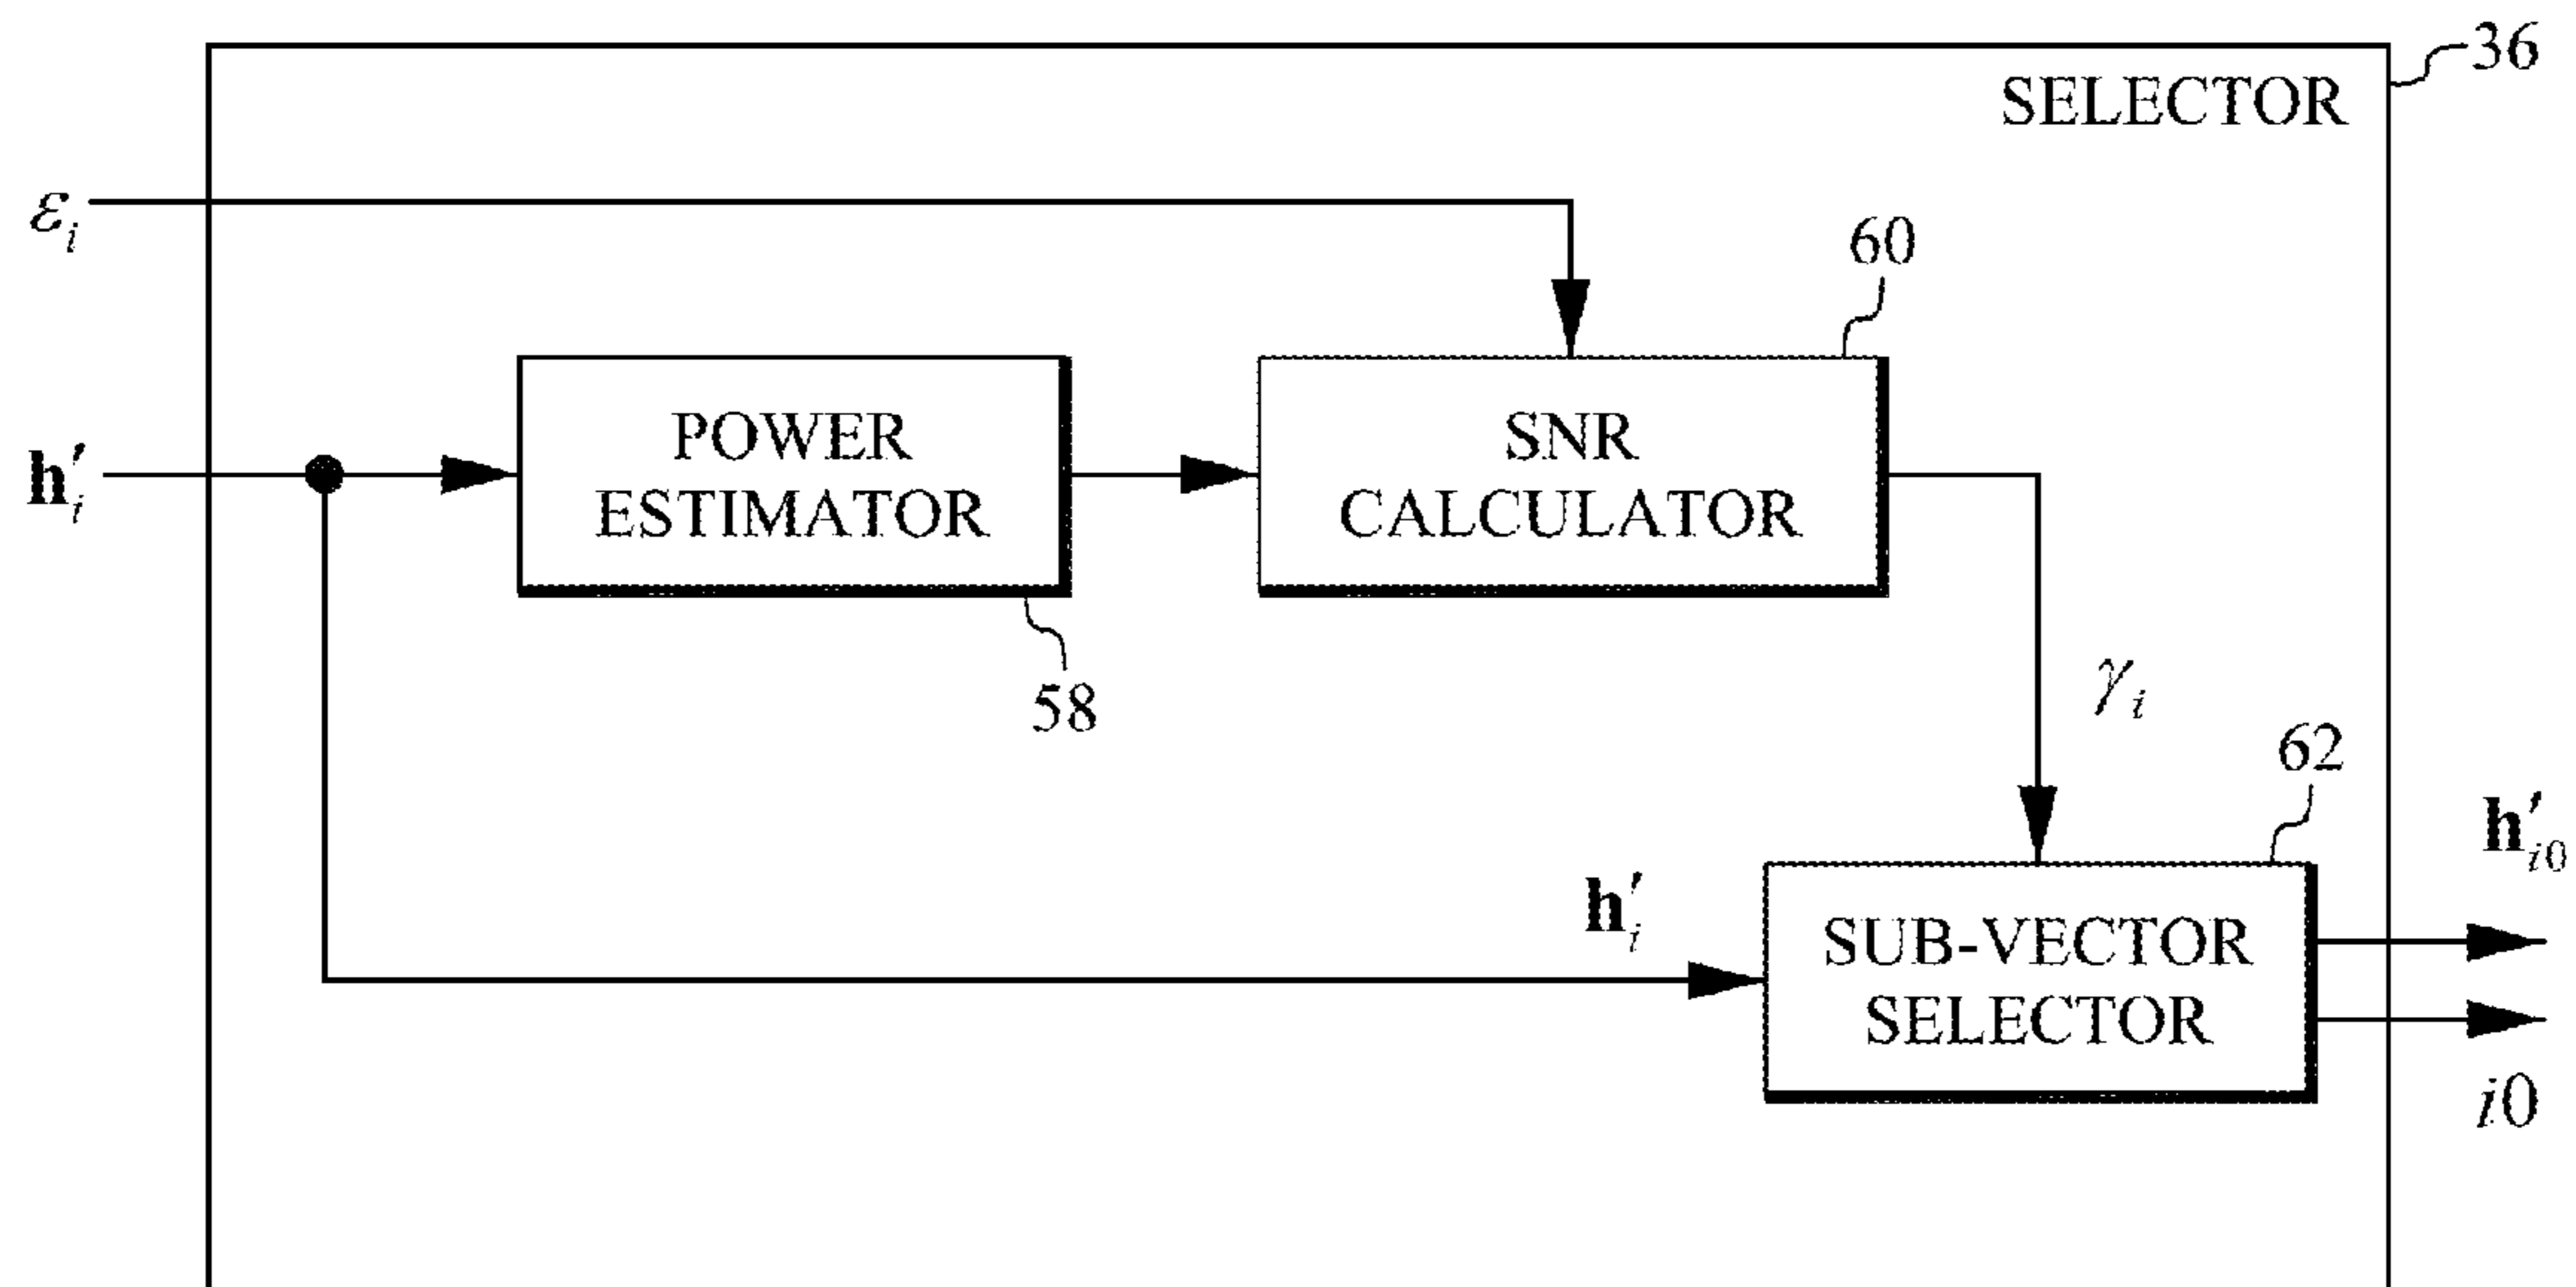 36
SELECTOR
εᵢ
60
h′ᵢ
POWER
ESTIMATOR
SNR
CALCULATOR
58
γᵢ
62
h′ᵢ
h′ᵢ₀
SUB-VECTOR
SELECTOR
i0